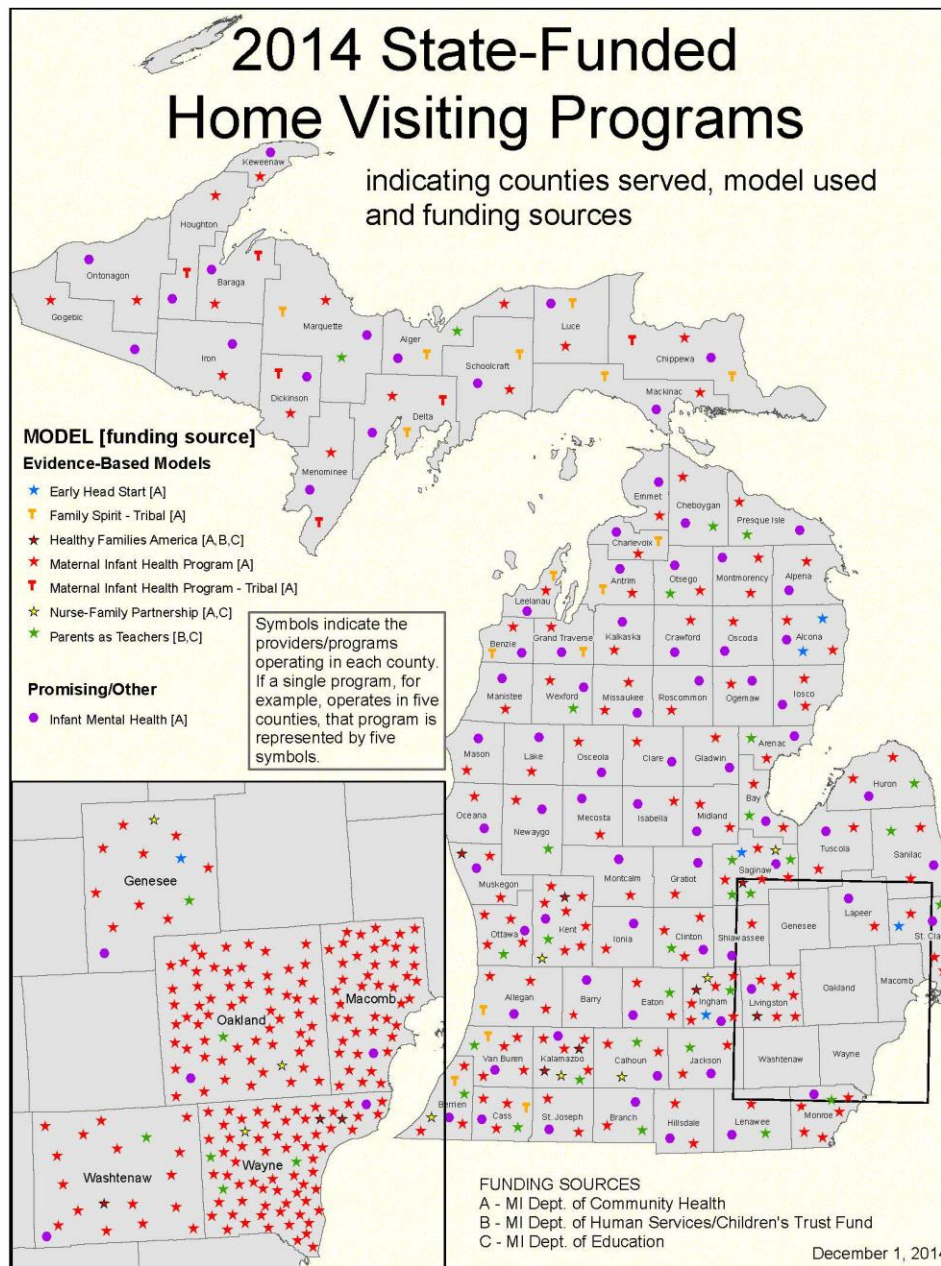 2014 State-Funded
Home Visiting Programs
indicating counties served, model used
and funding sources
Keweenaw
Houghton
Ontonagon
Baraga
Gogebic
Marquette
Luce
Alger
Chippewa
Iron
Schoolcraft
Dickinson
Mackinac
Delta
Menominee
MODEL [funding source]
Evidence-Based Models
Early Head Start [A]
Family Spirit - Tribal [A]
Healthy Families America [A,B,C]
Maternal Infant Health Program [A]
Maternal Infant Health Program - Tribal [A]
Nurse-Family Partnership [A,C]
Parents as Teachers [B,C]
Promising/Other
Infant Mental Health [A]
Symbols indicate the
providers/programs
operating in each county.
If a single program, for
example, operates in five
counties, that program is
represented by five
symbols.
Emmet
Cheboygan
Presque Isle
Charlevoix
Antrim
Otsego
Montmorency
Alpena
Leelanau
Benzie
Grand Traverse
Kalkaska
Crawford
Oscoda
Alcona
Manistee
Wexford
Missaukee
Roscommon
Ogemaw
Iosco
Arenac
Mason
Lake
Osceola
Clare
Gladwin
Huron
Bay
Oceana
Newaygo
Mecosta
Isabella
Midland
Tuscola
Sanilac
Saginaw
Muskegon
Montcalm
Gratiot
Ottawa
Kent
Ionia
Clinton
Shiawassee
Genesee
Lapeer
St. Clair
Allegan
Barry
Eaton
Ingham
Livingston
Oakland
Macomb
Van Buren
Kalamazoo
Calhoun
Jackson
Washtenaw
Wayne
Berrien
Cass
St. Joseph
Branch
Hillsdale
Lenawee
Monroe
Genesee
Oakland
Macomb
Washtenaw
Wayne
FUNDING SOURCES
A - MI Dept. of Community Health
B - MI Dept. of Human Services/Children's Trust Fund
C - MI Dept. of Education
December 1, 2014